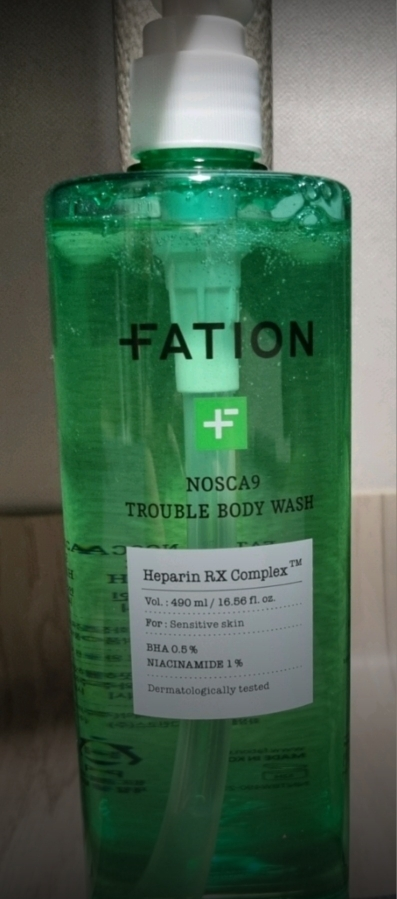 FATION
NOSCA9
TROUBLE BODY WASH
Heparin RX Complex™
Vol. : 490 ml / 16.56 fl. oz.
For : Sensitive skin
BHA 0.5 %
NIACINAMIDE 1 %
Dermatologically tested